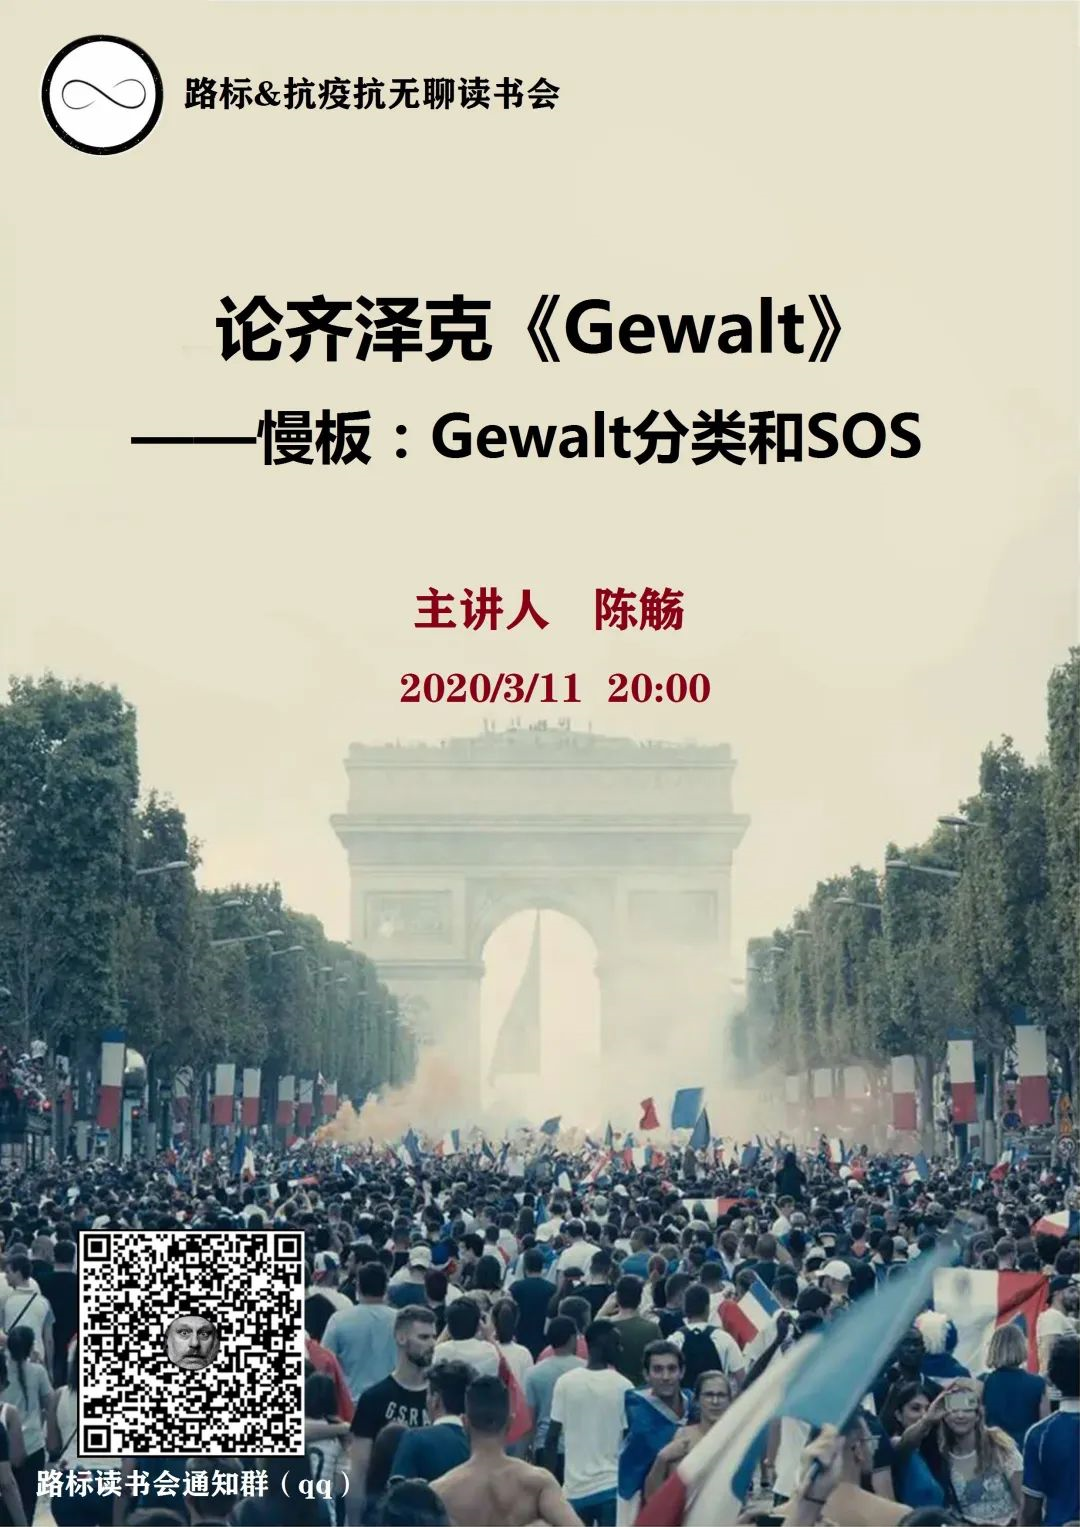 路标&抗疫抗无聊读书会
论齐泽克《Gewalt》
——慢板：Gewalt分类和SOS
主讲人 陈觞
2020/3/11 20:00
G.S.R
路标读书会通知群（qq）